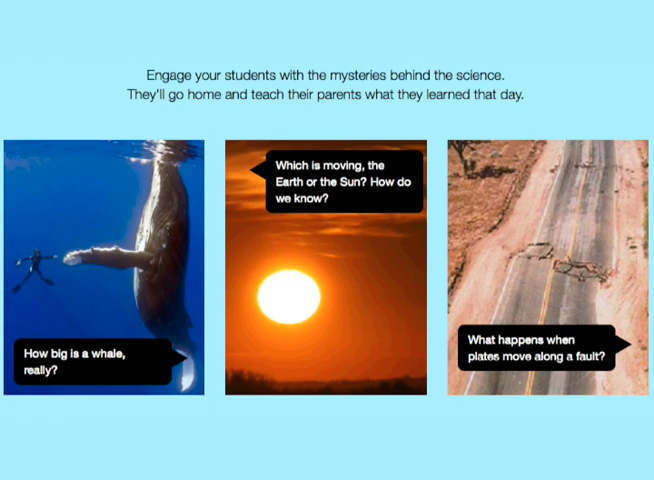 Engage your students with the mysteries behind the science.
They'll go home and teach their parents what they learned that day.
How big is a whale,
really?
Which is moving, the
Earth or the Sun? How do
we know?
What happens when
plates move along a fault?